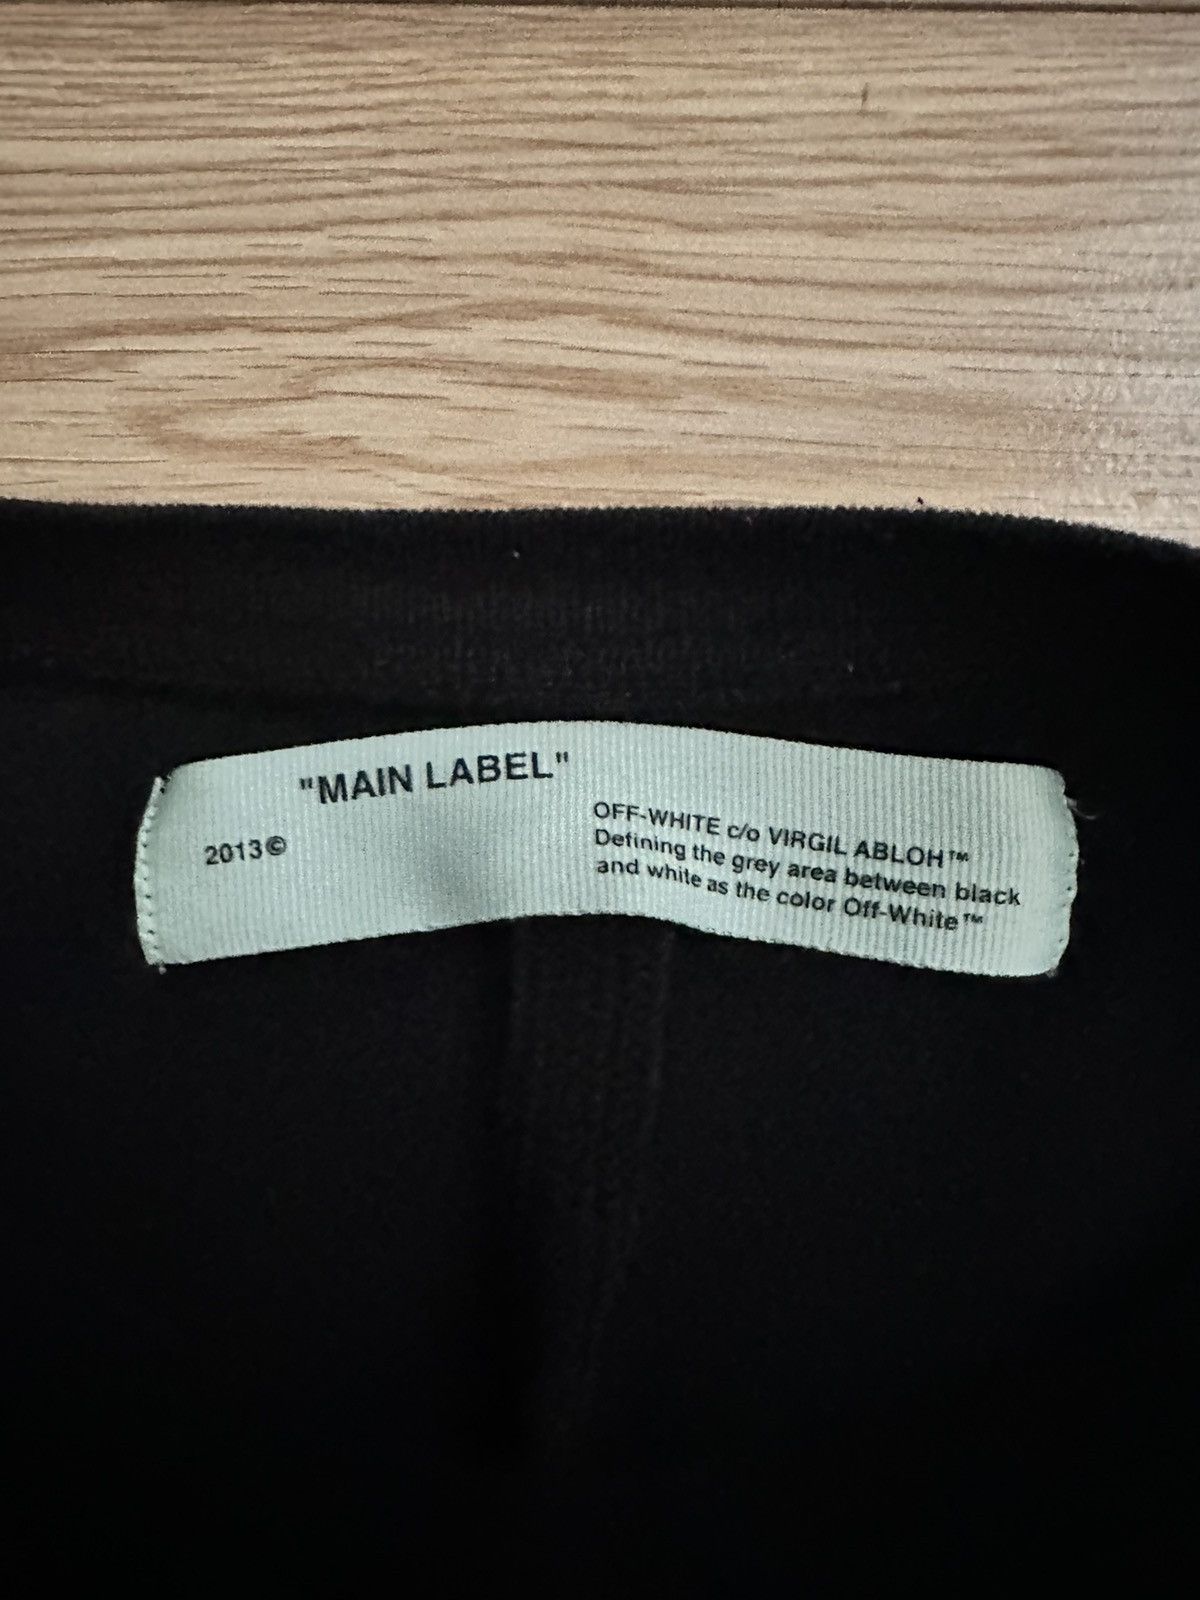 "MAIN LABEL"
2013©
OFF-WHITE c/o VIRGIL ABLOH™
Defining the grey area between black
and white as the color Off-White™